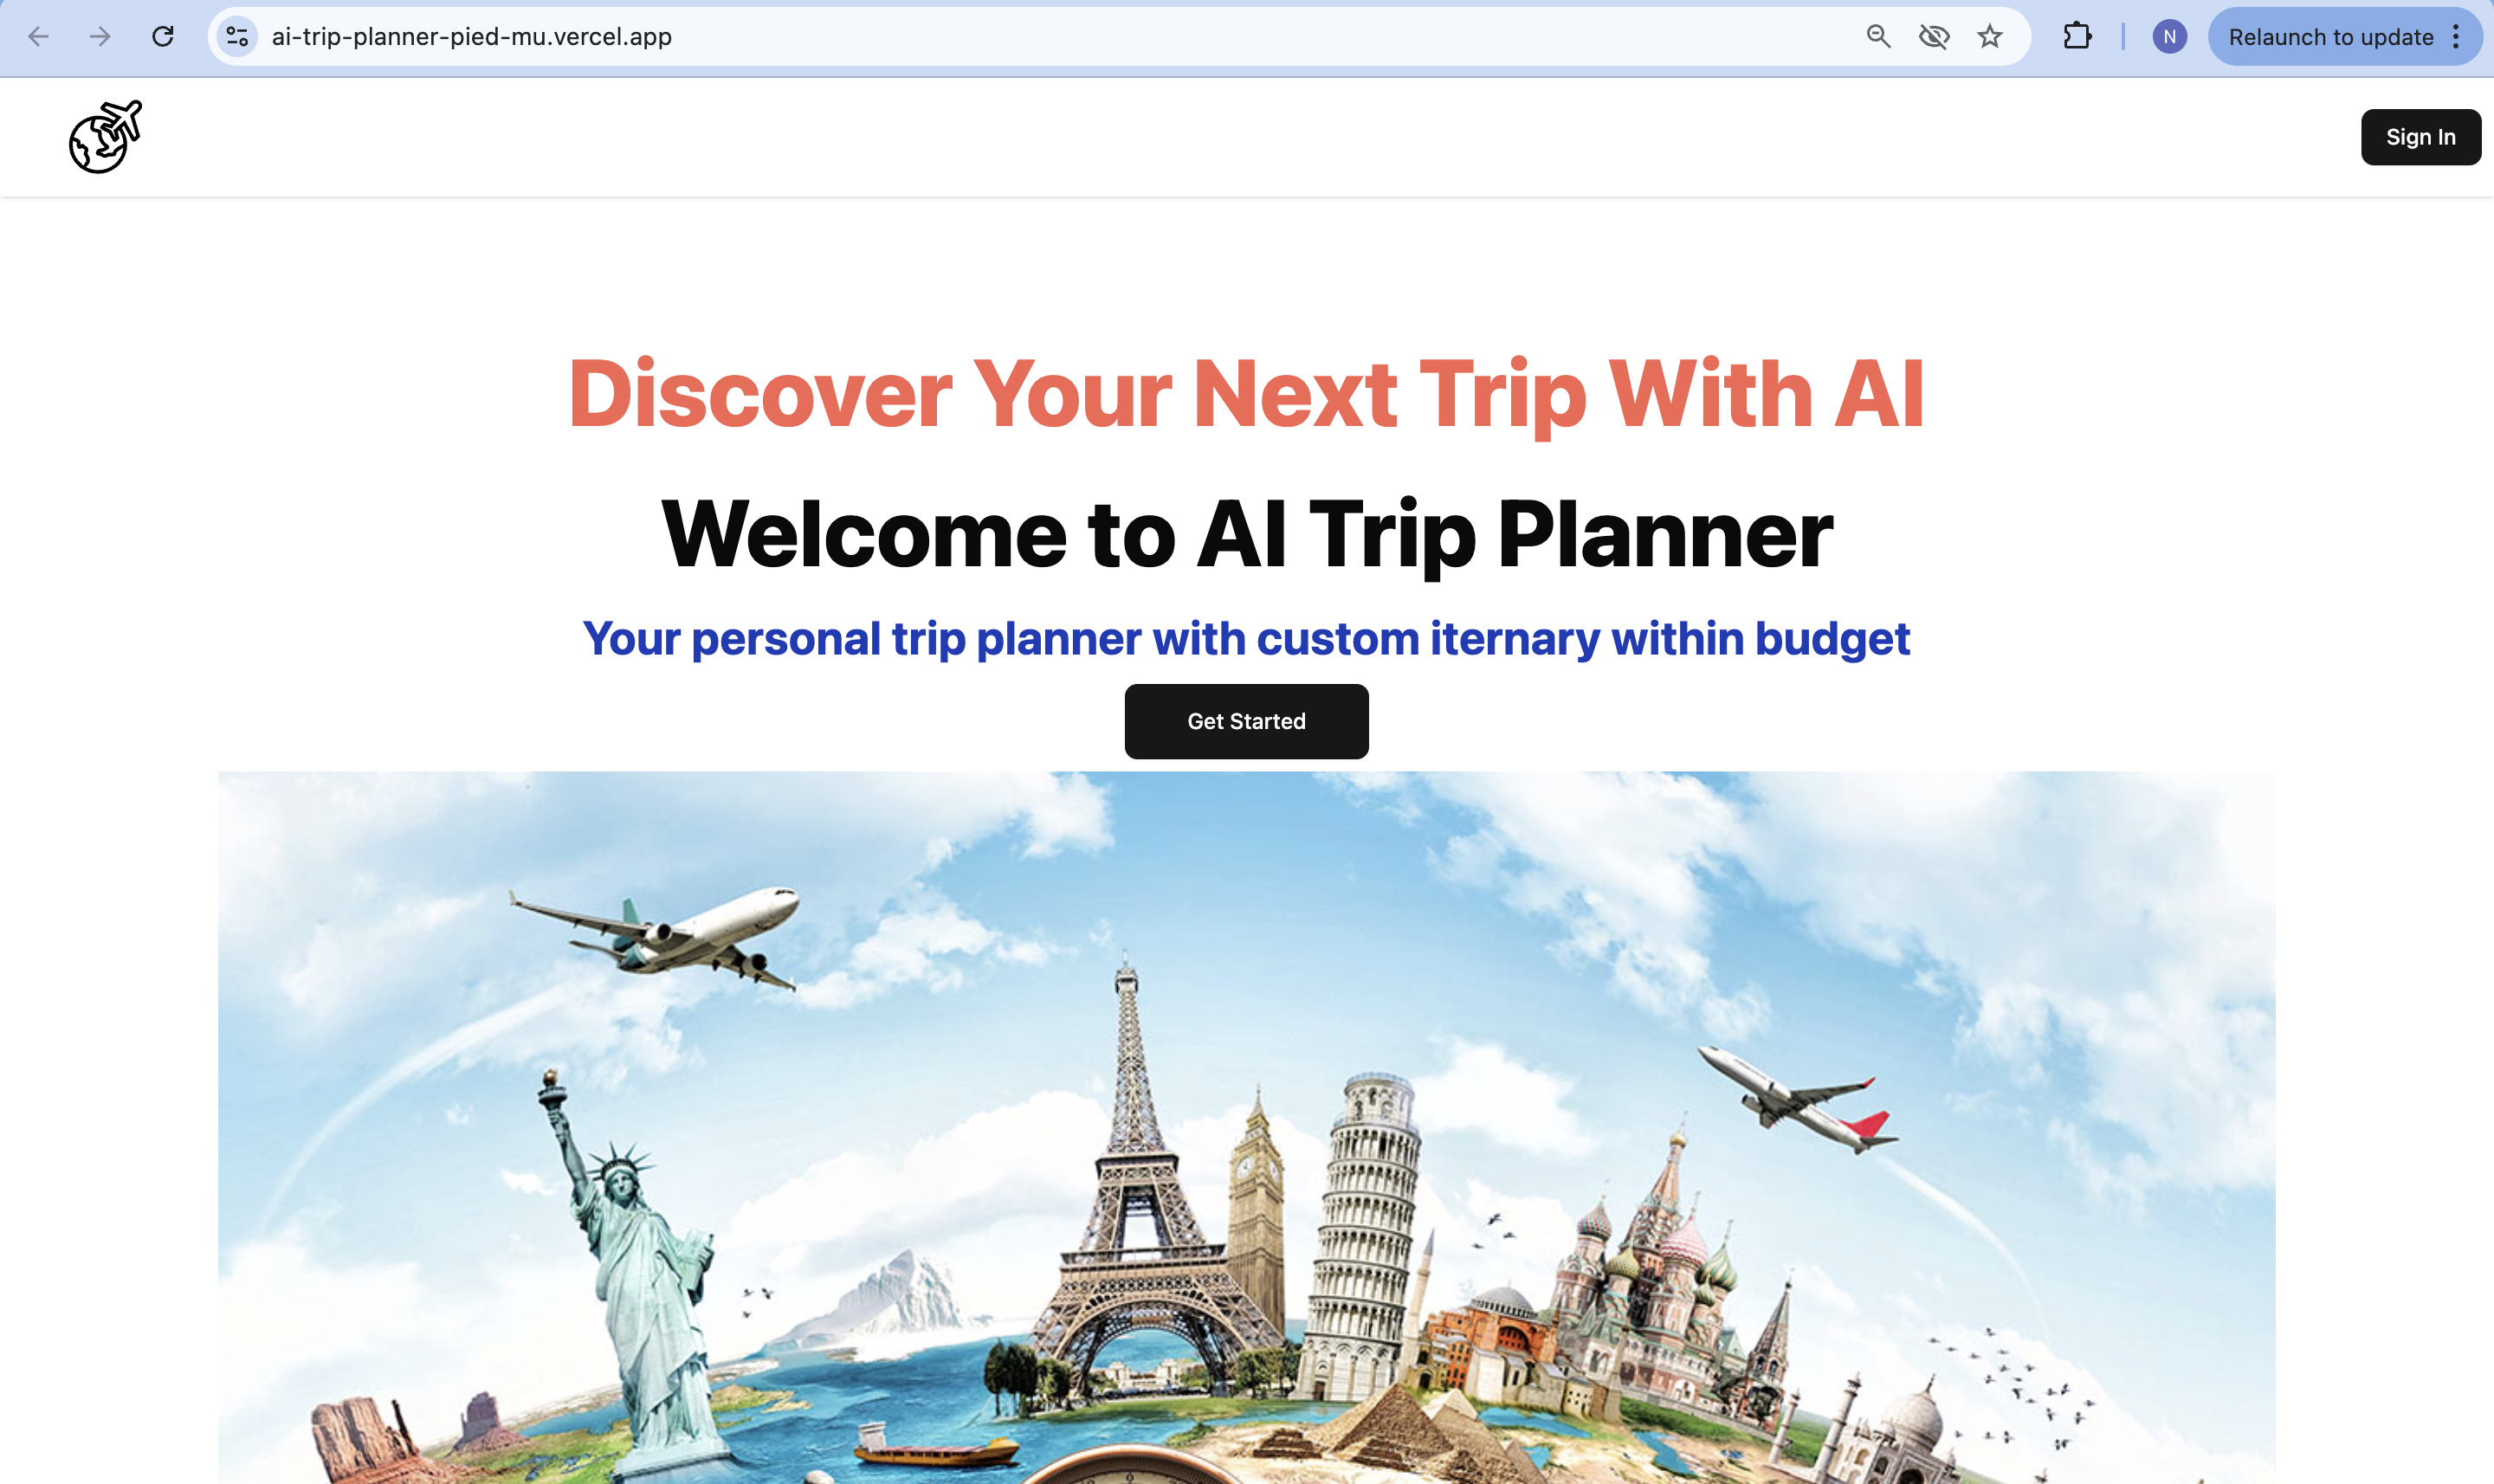 ai-trip-planner-pied-mu.vercel.app
N
Relaunch to update
Sign In
Discover Your Next Trip With AI
Welcome to AI Trip Planner
Your personal trip planner with custom iternary within budget
Get Started